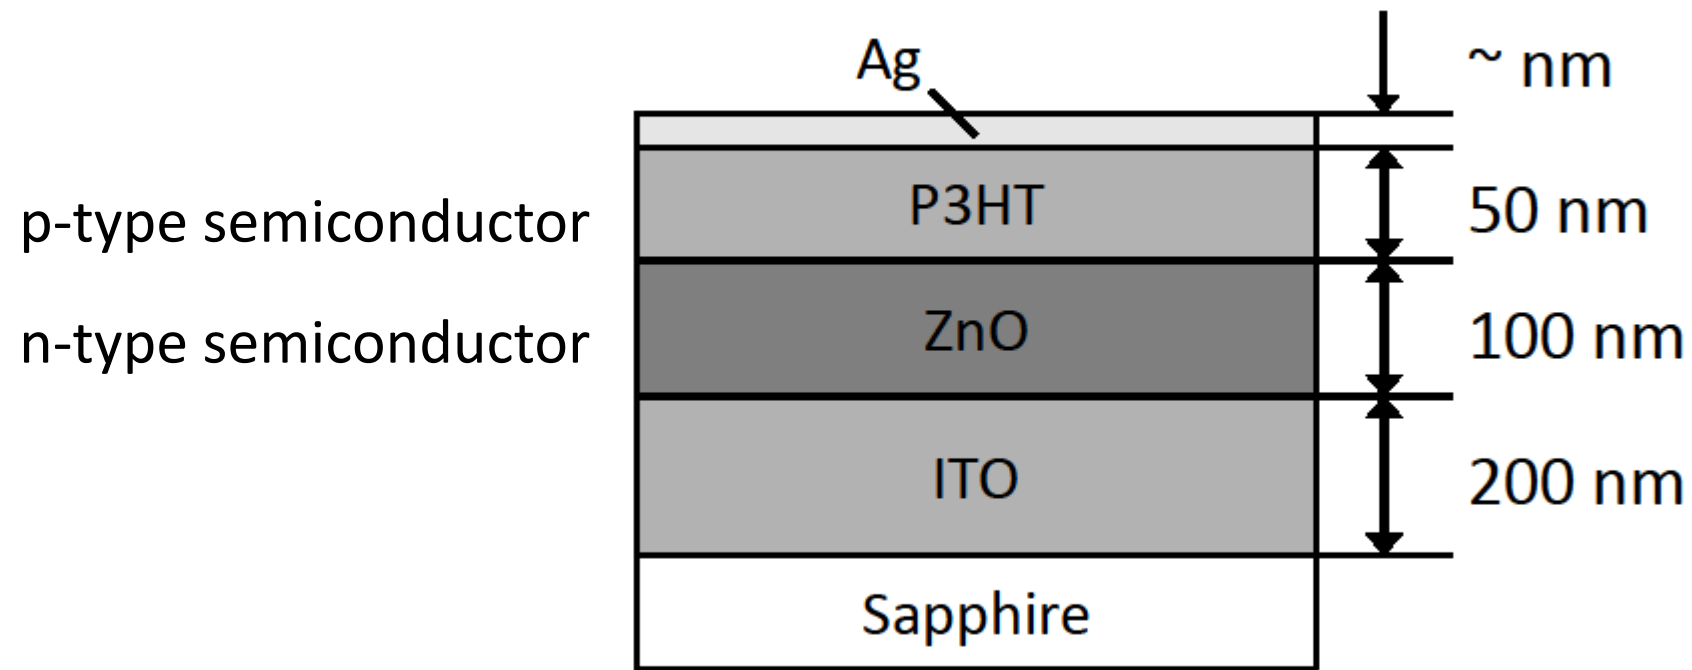 Ag
~ nm
p-type semiconductor
P3HT
50 nm
n-type semiconductor
ZnO
100 nm
ITO
200 nm
Sapphire